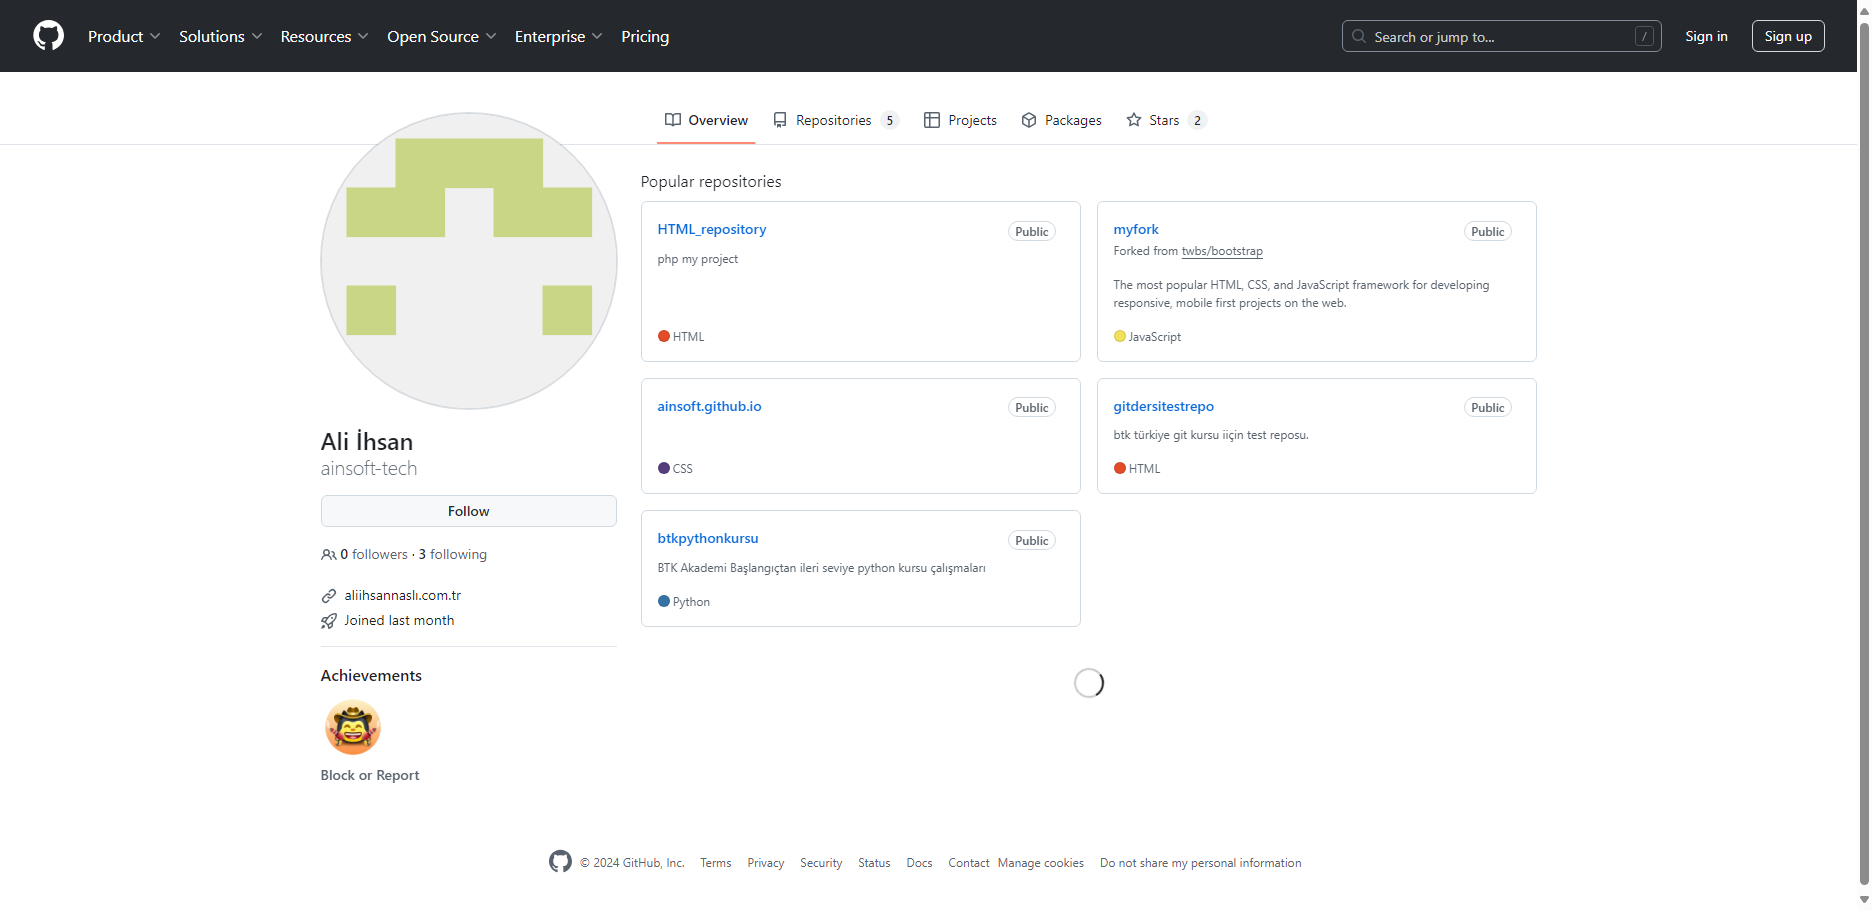 Product Solutions Resources Open Source Enterprise Pricing Search or jump to... / Sign in Sign up
Overview Repositories 5 Projects Packages Stars 2
Ali İhsan
ainsoft-tech
Follow
0 followers · 3 following
aliihsannaslı.com.tr
Joined last month
Achievements
Block or Report
Popular repositories
HTML_repository Public
php my project
HTML
myfork Public
Forked from twbs/bootstrap
The most popular HTML, CSS, and JavaScript framework for developing
responsive, mobile first projects on the web.
JavaScript
ainsoft.github.io Public
CSS
gitdersitestrepo Public
btk türkiye git kursu iiçin test reposu.
HTML
btkpythonkursu Public
BTK Akademi Başlangıçtan ileri seviye python kursu çalışmaları
Python
© 2024 GitHub, Inc. Terms Privacy Security Status Docs Contact Manage cookies Do not share my personal information